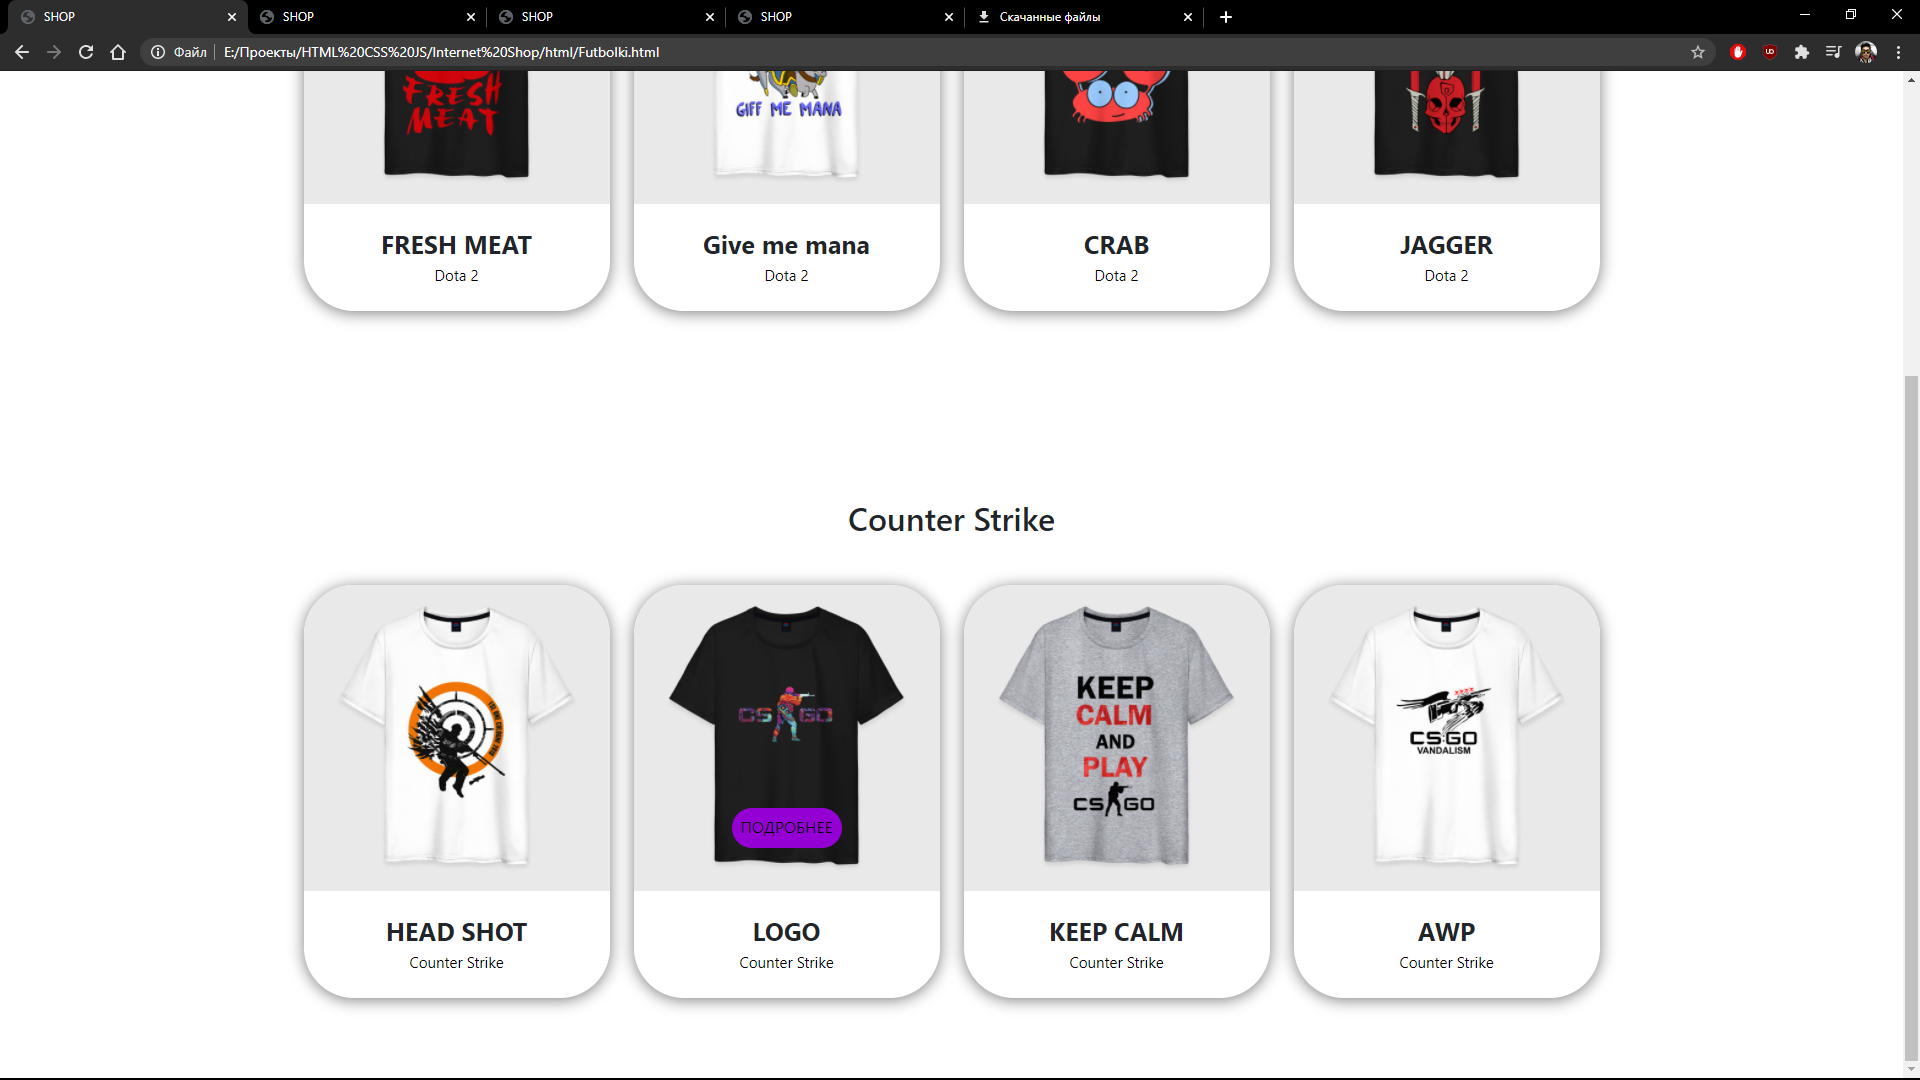 SHOP
SHOP
SHOP
SHOP
Скачанные файлы
Файл
E:/Проекты/HTML%20CSS%20JS/Internet%20Shop/html/Futbolki.html
FRESH
MEAT
GIFF ME MANA
FRESH MEAT
Dota 2
Give me mana
Dota 2
CRAB
Dota 2
JAGGER
Dota 2
Counter Strike
CS GO
KEEP
CALM
AND
PLAY
CS GO
CS:GO
VANDALISM
ПОДРОБНЕЕ
HEAD SHOT
Counter Strike
LOGO
Counter Strike
KEEP CALM
Counter Strike
AWP
Counter Strike